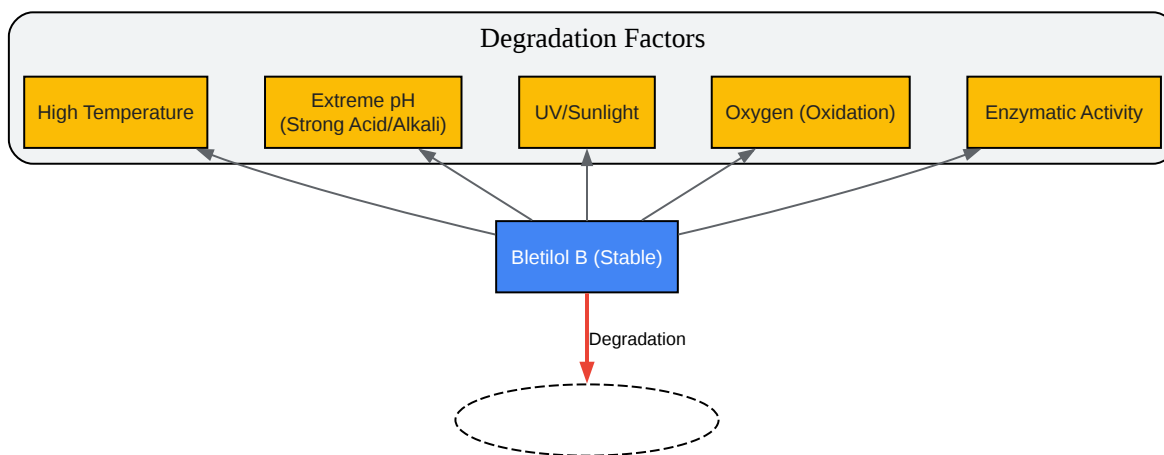 Degradation Factors
High Temperature
Extreme pH
(Strong Acid/Alkali)
UV/Sunlight
Oxygen (Oxidation)
Enzymatic Activity
Bletilol B (Stable)
Degradation